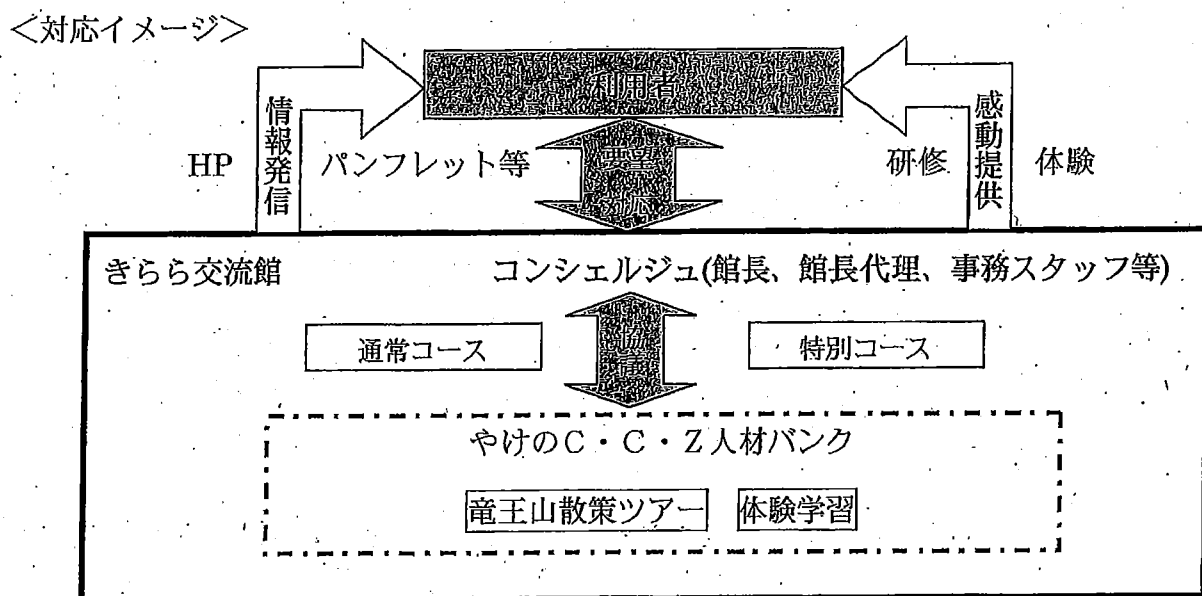 ＜対応イメージ＞
利用者
情報発信
HP
パンフレット等
要望
対応
研修
感動提供
体験
きらら交流館
コンシェルジュ(館長、館長代理、事務スタッフ等)
通常コース
協議
特別コース
やけのＣ・Ｃ・Ｚ人材バンク
竜王山散策ツアー
体験学習